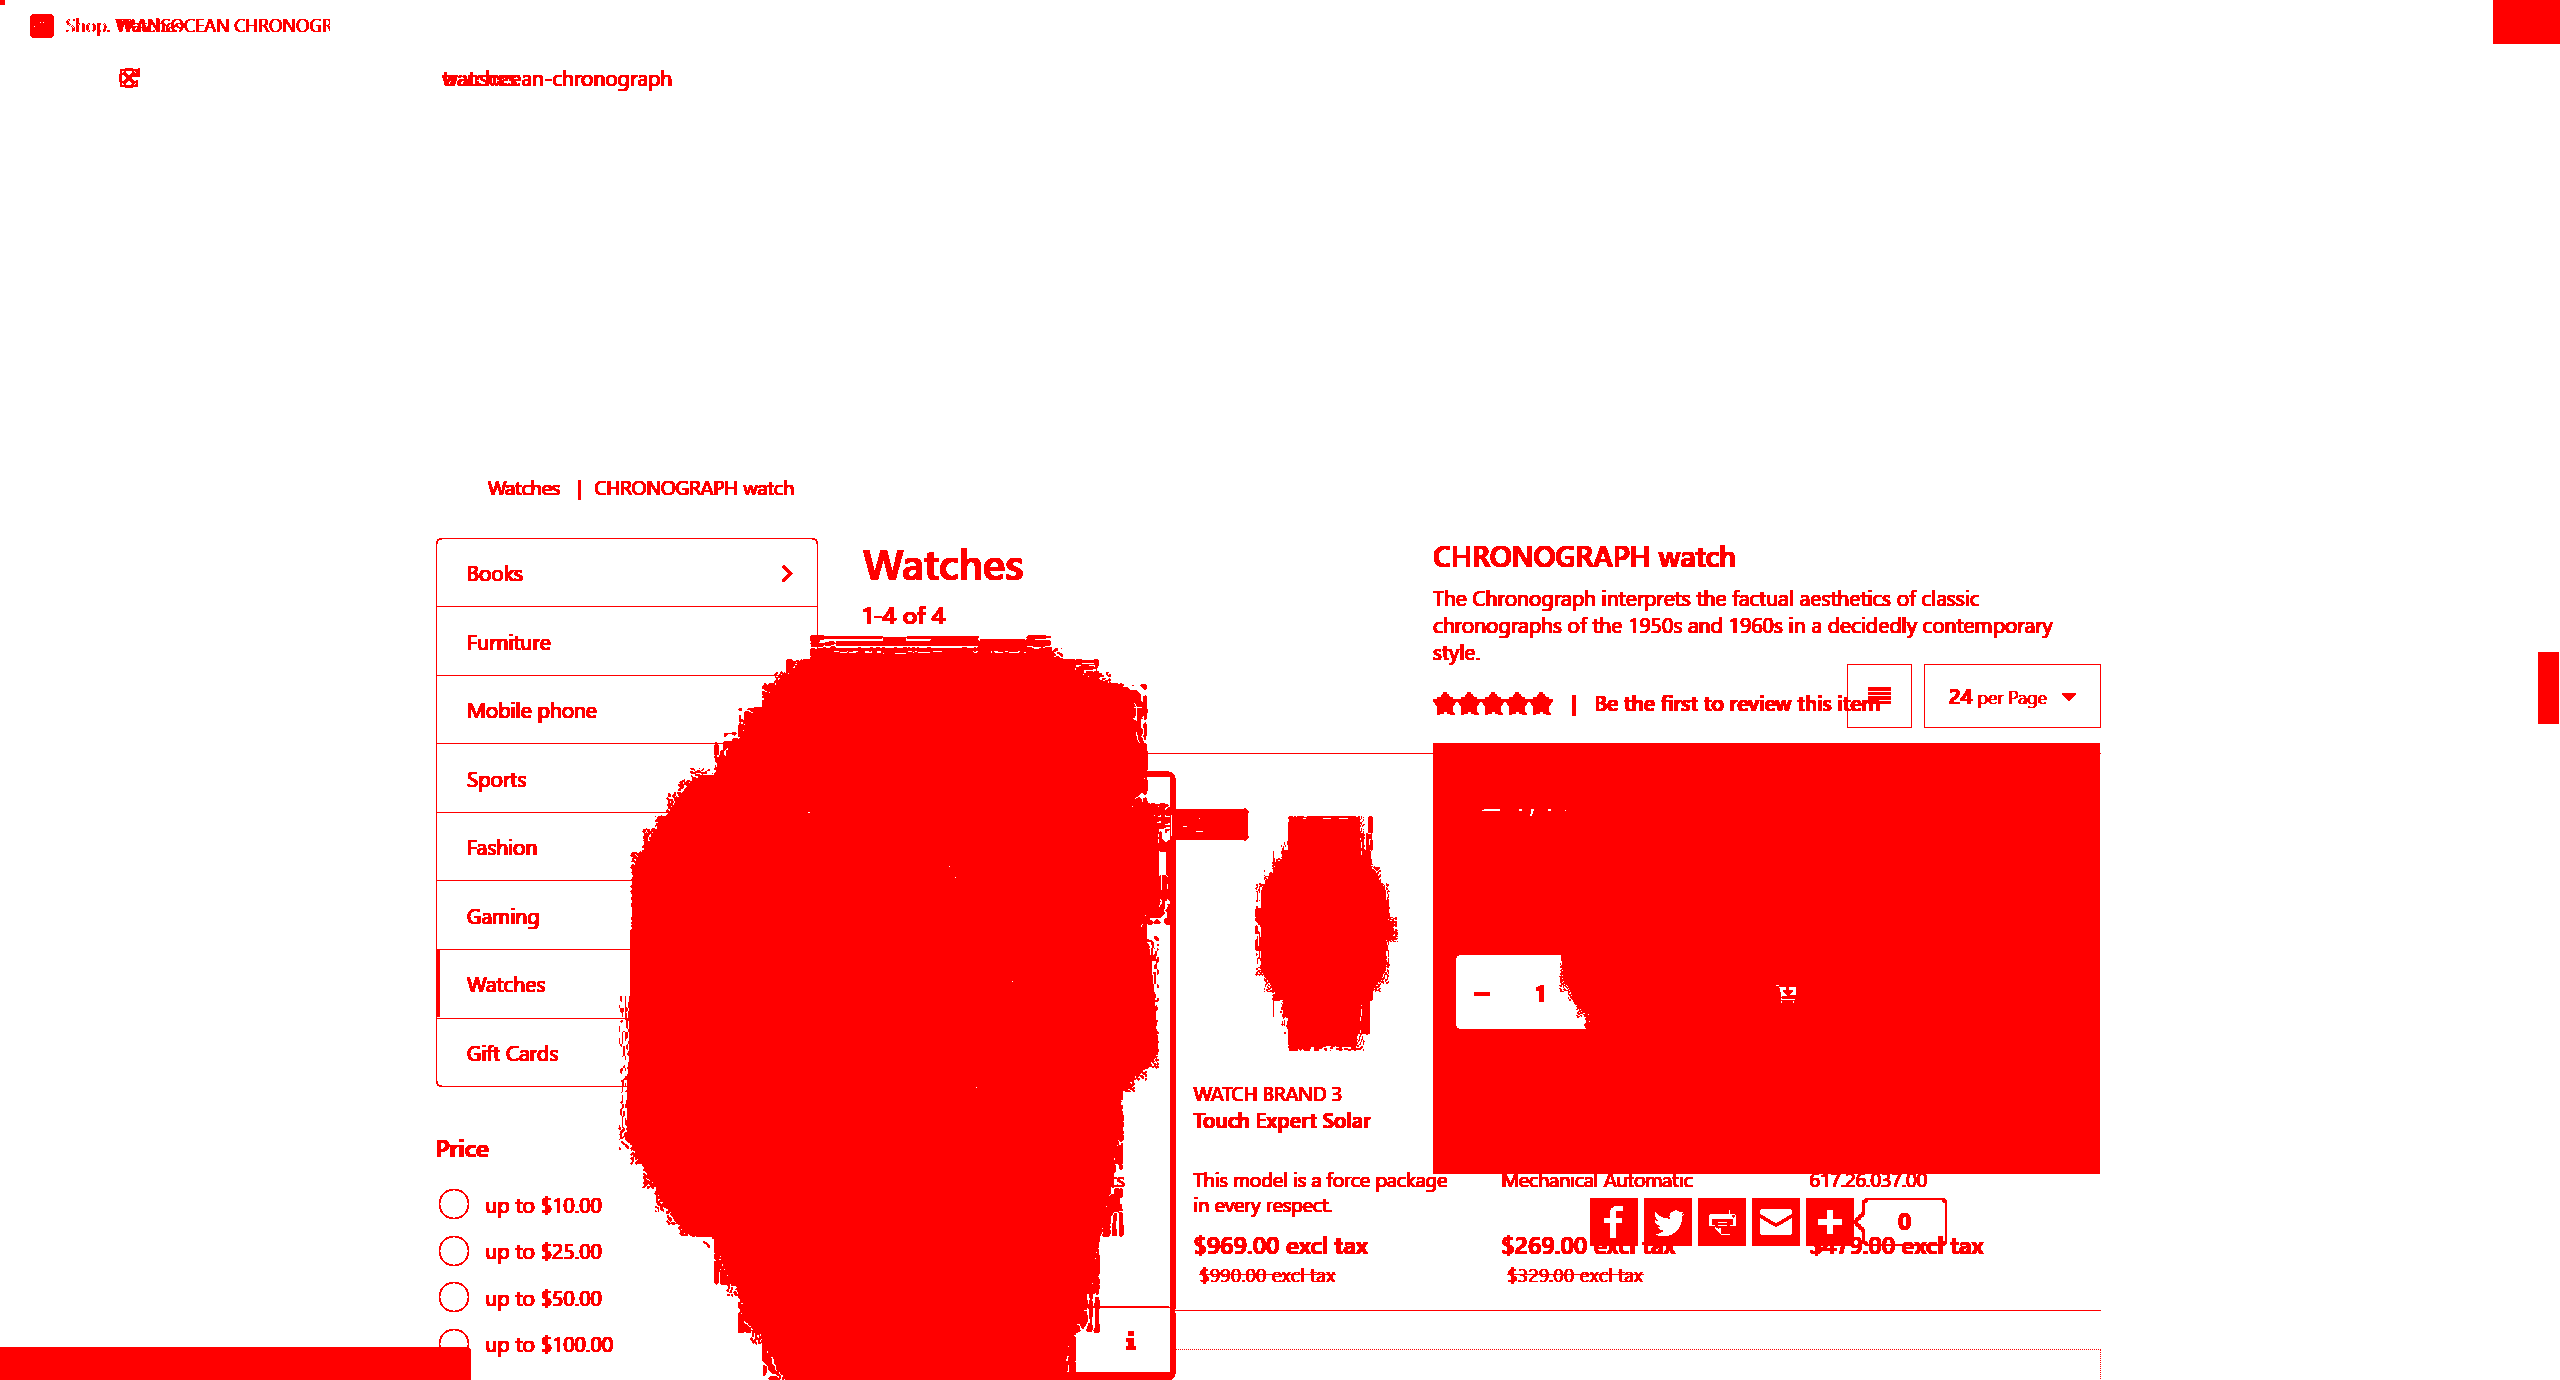 Shop. OCEAN CHRONOGR
ean-chronograph
Watches | CHRONOGRAPH watch
Books
Furniture
Mobile phone
Sports
Fashion
Gaming
Watches
Gift Cards
Price
up to $10.00
up to $25.00
up to $50.00
up to $100.00
Watches
1-4 of 4
CHRONOGRAPH watch
The Chronograph interprets the factual aesthetics of classic
chronographs of the 1950s and 1960s in a decidedly contemporary
style.
| Be the first to review this item
24 per Page
1
WATCH BRAND 3
Touch Expert Solar
This model is a force package
in every respect.
$969.00 excl tax
$990.00 excl tax
Mechanical Automatic
$269.00 excl tax
$329.00 excl tax
617.26.037.00
$479.00 excl tax
0